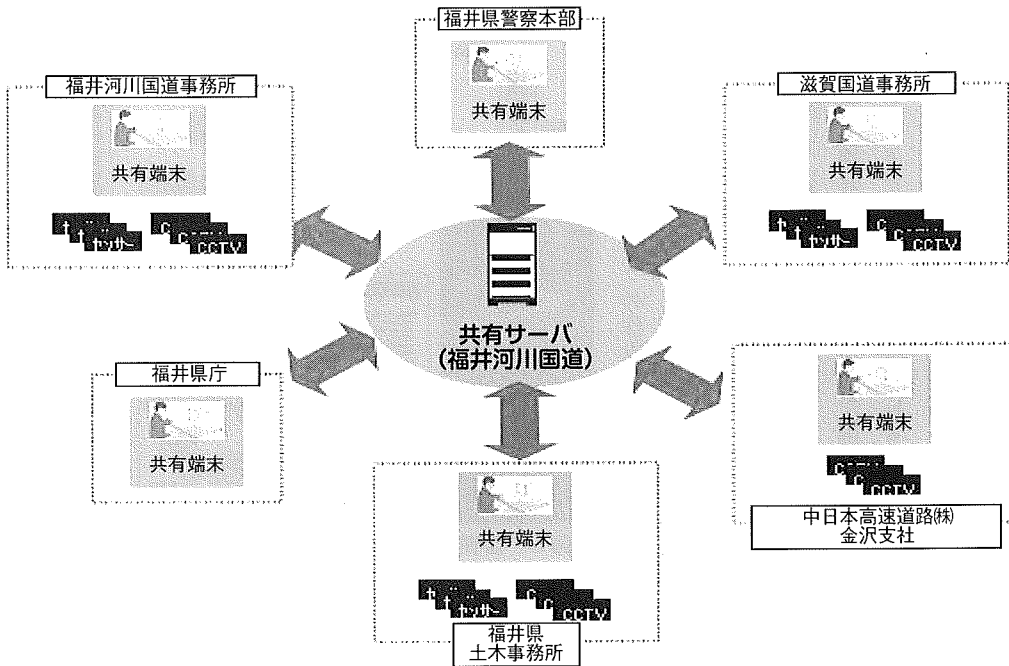 福井県警察本部
共有端末
福井河川国道事務所
共有端末
センサー
CCTV
滋賀国道事務所
共有端末
センサー
CCTV
共有サーバ
(福井河川国道)
福井県庁
共有端末
共有端末
CCTV
中日本高速道路㈱
金沢支社
共有端末
センサー
CCTV
福井県
土木事務所